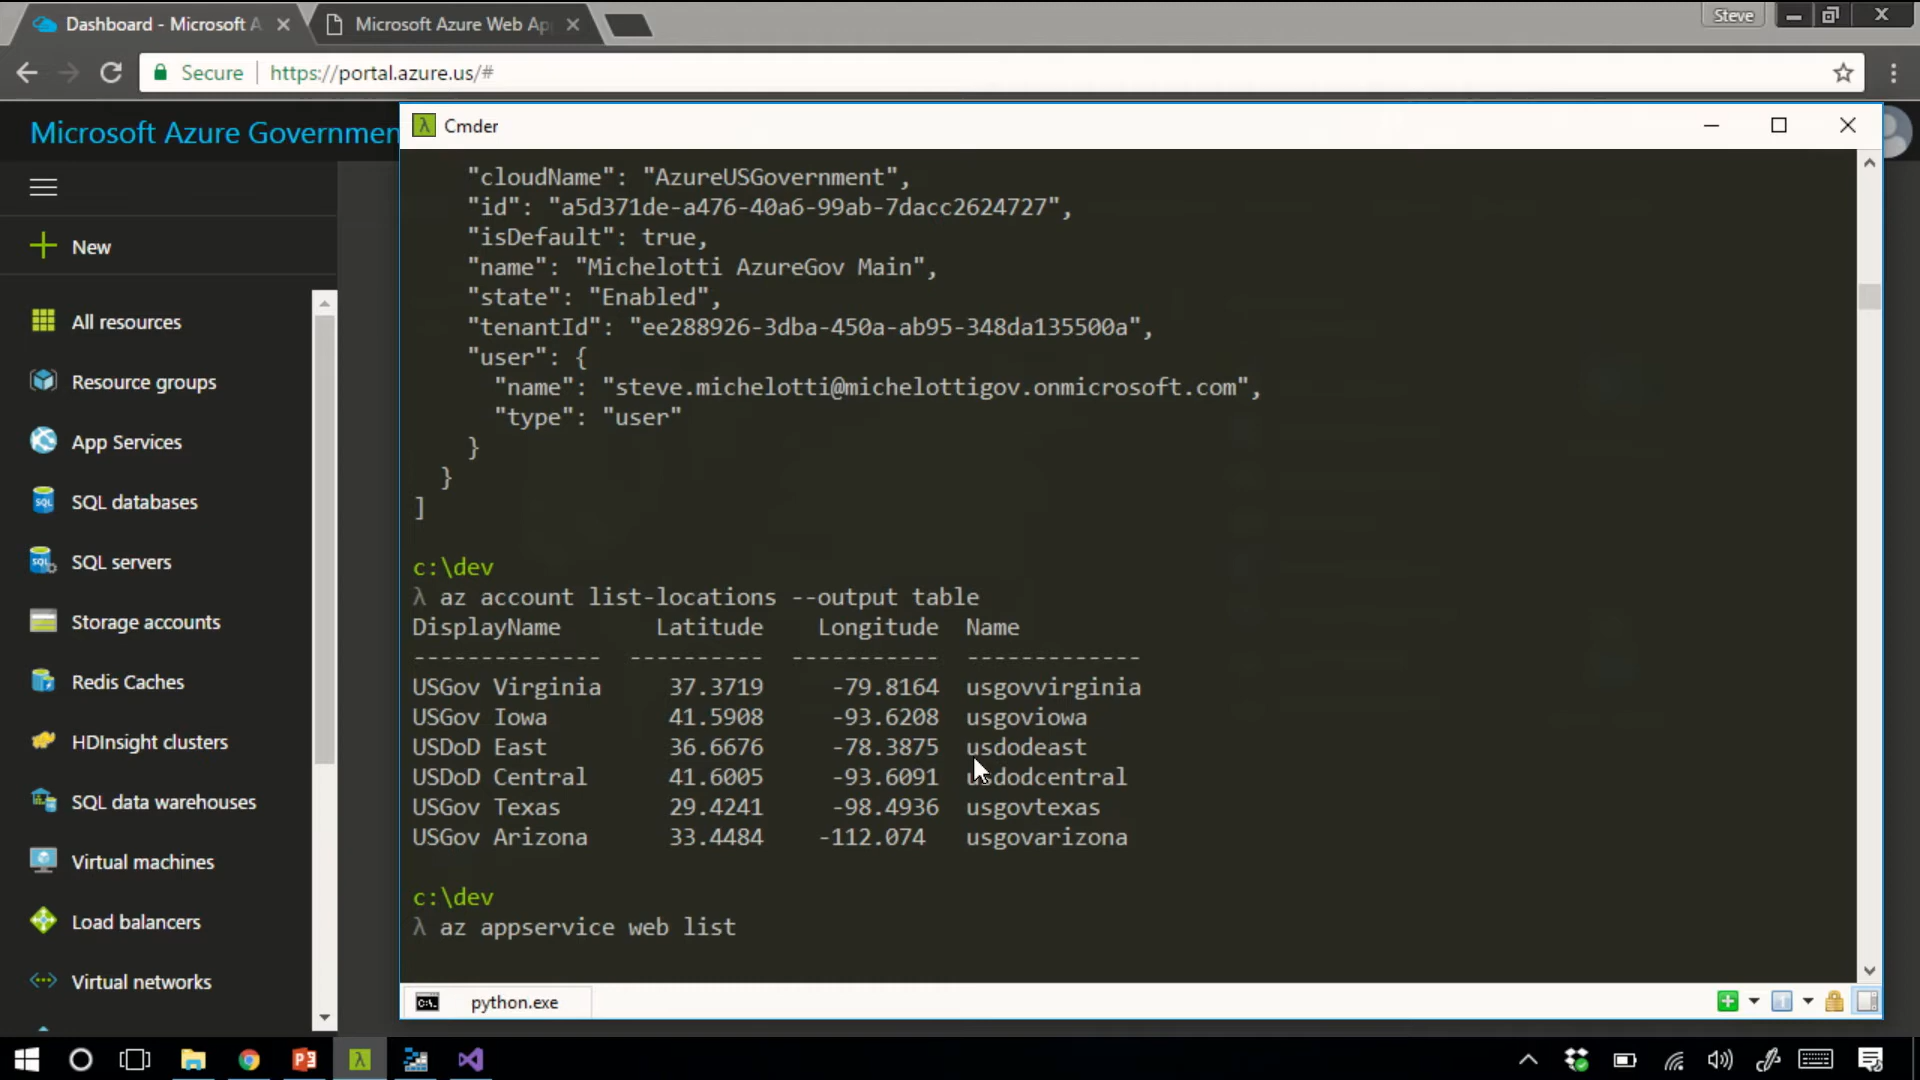 Dashboard - Microsoft A
Microsoft Azure Web Ap
Steve
Secure
https://portal.azure.us/#
Microsoft Azure Governmen
New
All resources
Resource groups
App Services
SQL databases
SQL servers
Storage accounts
Redis Caches
HDInsight clusters
SQL data warehouses
Virtual machines
Load balancers
Virtual networks
Cmder
"cloudName": "AzureUSGovernment",
"id": "a5d371de-a476-40a6-99ab-7dacc2624727",
"isDefault": true,
"name": "Michelotti AzureGov Main",
"state": "Enabled",
"tenantId": "ee288926-3dba-450a-ab95-348da135500a",
"user": {
"name": "steve.michelotti@michelottigov.onmicrosoft.com",
"type": "user"
}
}
]
c:\dev
λ az account list-locations --output table
DisplayName Latitude Longitude Name
-------------- ---------- ----------- -------------
USGov Virginia 37.3719 -79.8164 usgovvirginia
USGov Iowa 41.5908 -93.6208 usgoviowa
USDoD East 36.6676 -78.3875 usdodeast
USDoD Central 41.6005 -93.6091 usdodcentral
USGov Texas 29.4241 -98.4936 usgovtexas
USGov Arizona 33.4484 -112.074 usgovarizona
c:\dev
λ az appservice web list
python.exe